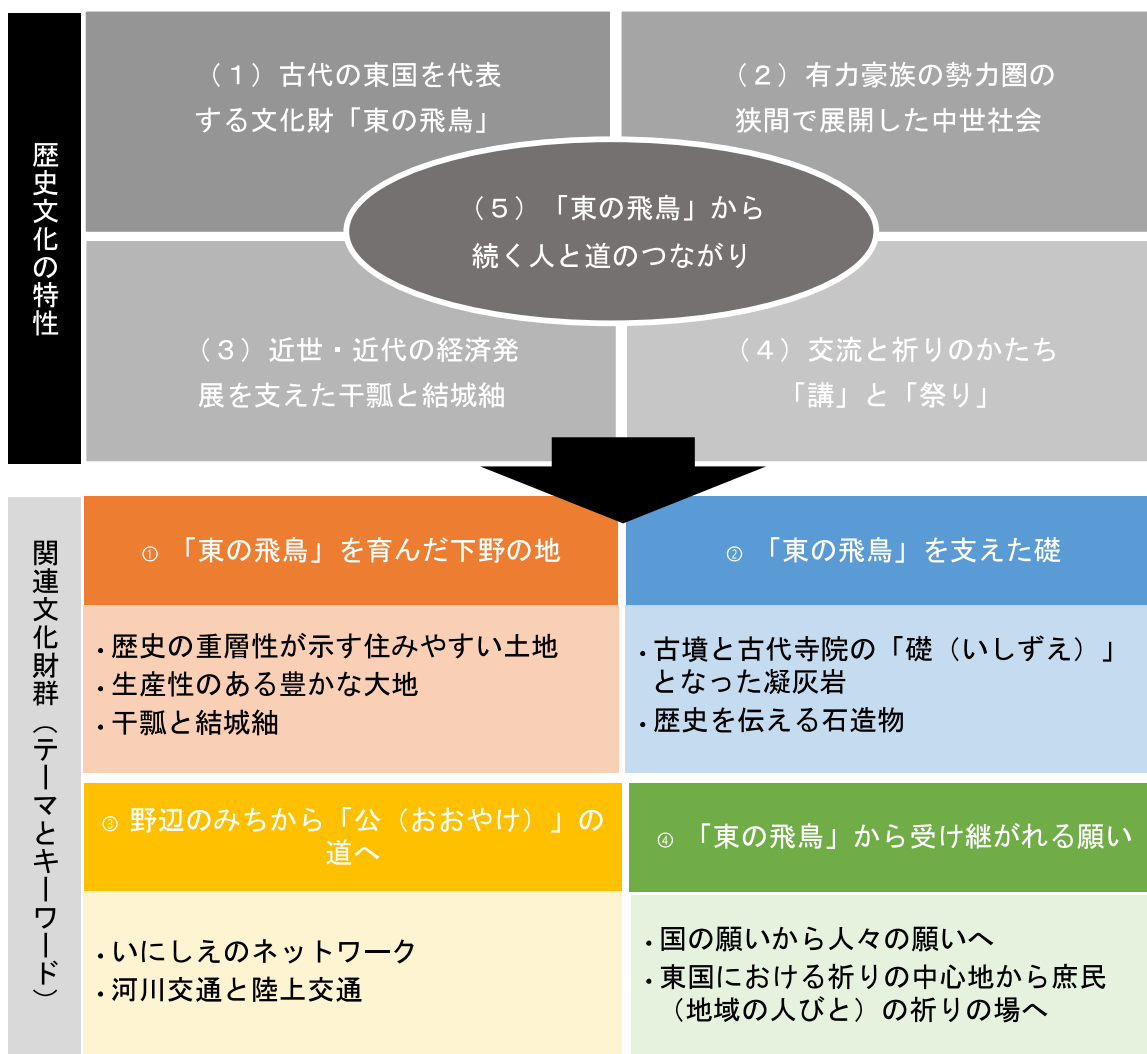 歴史文化の特性
（１）古代の東国を代表
する文化財「東の飛鳥」
（２）有力豪族の勢力圏の
狭間で展開した中世社会
（５）「東の飛鳥」から
続く人と道のつながり
（３）近世・近代の経済発
展を支えた干瓢と結城紬
（４）交流と祈りのかたち
「講」と「祭り」
関連文化財群（テーマとキーワード）
① 「東の飛鳥」を育んだ下野の地
・歴史の重層性が示す住みやすい土地
・生産性のある豊かな大地
・干瓢と結城紬
② 「東の飛鳥」を支えた礎
・古墳と古代寺院の「礎（いしずえ）」
となった凝灰岩
・歴史を伝える石造物
③ 野辺のみちから「公（おおやけ）」の
道へ
・いにしえのネットワーク
・河川交通と陸上交通
④ 「東の飛鳥」から受け継がれる願い
・国の願いから人々の願いへ
・東国における祈りの中心地から庶民
（地域の人びと）の祈りの場へ